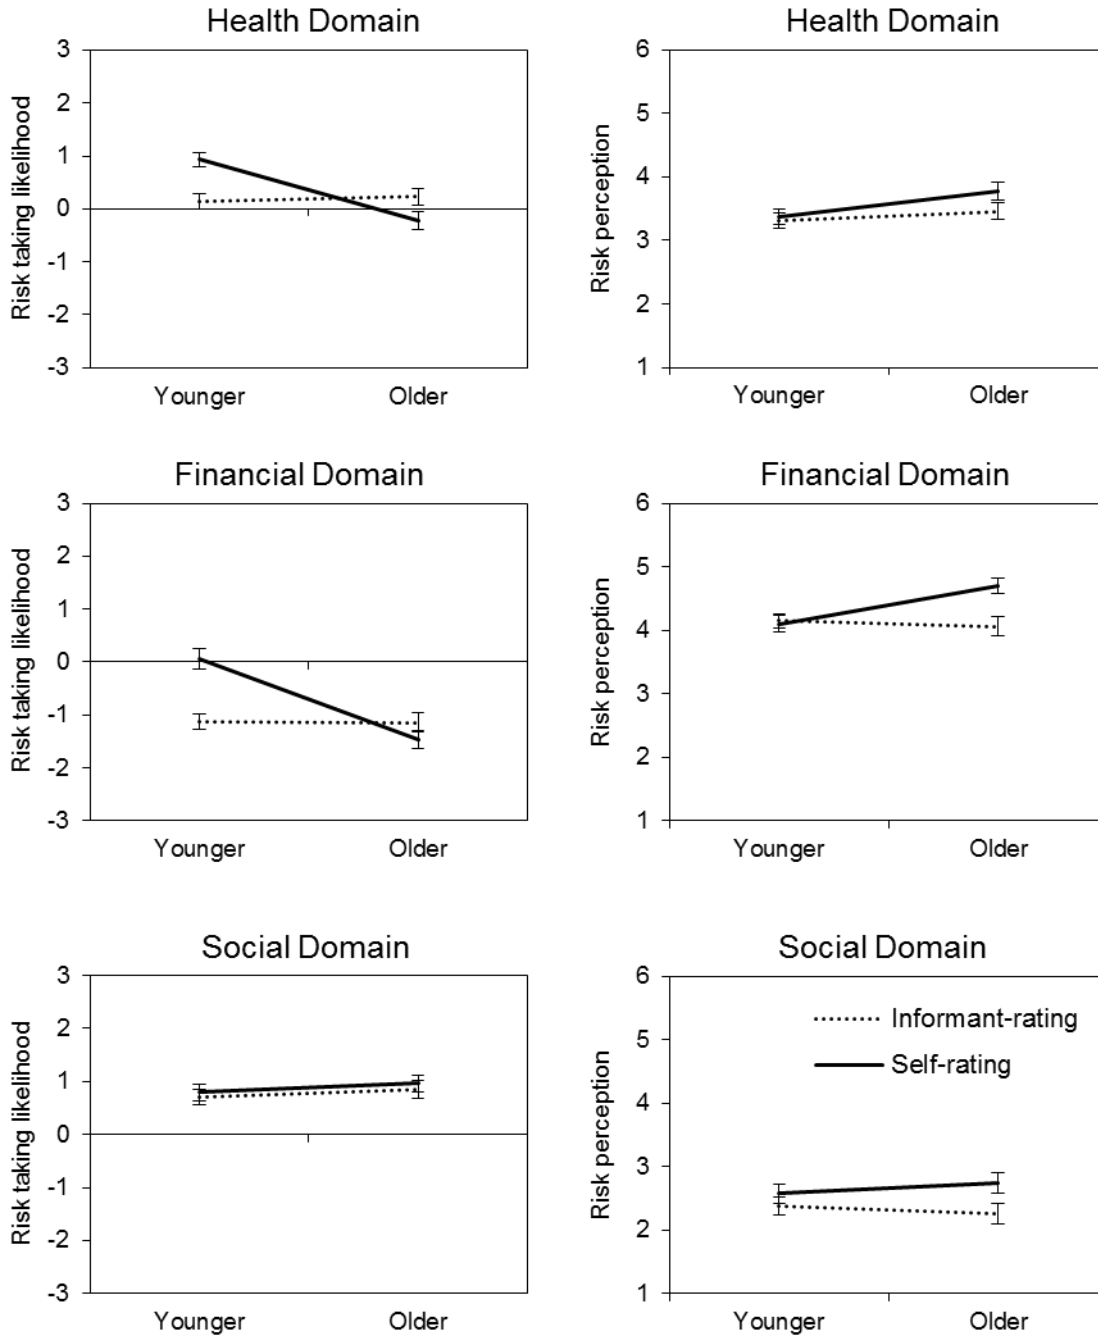 Health Domain
Risk taking likelihood
3
2
1
0
-1
-2
-3
Younger Older
Health Domain
Risk perception
6
5
4
3
2
1
Younger Older
Financial Domain
Risk taking likelihood
3
2
1
0
-1
-2
-3
Younger Older
Financial Domain
Risk perception
6
5
4
3
2
1
Younger Older
Social Domain
Risk taking likelihood
3
2
1
0
-1
-2
-3
Younger Older
Social Domain
Risk perception
6
5
4
3
2
1
Informant-rating
Self-rating
Younger Older